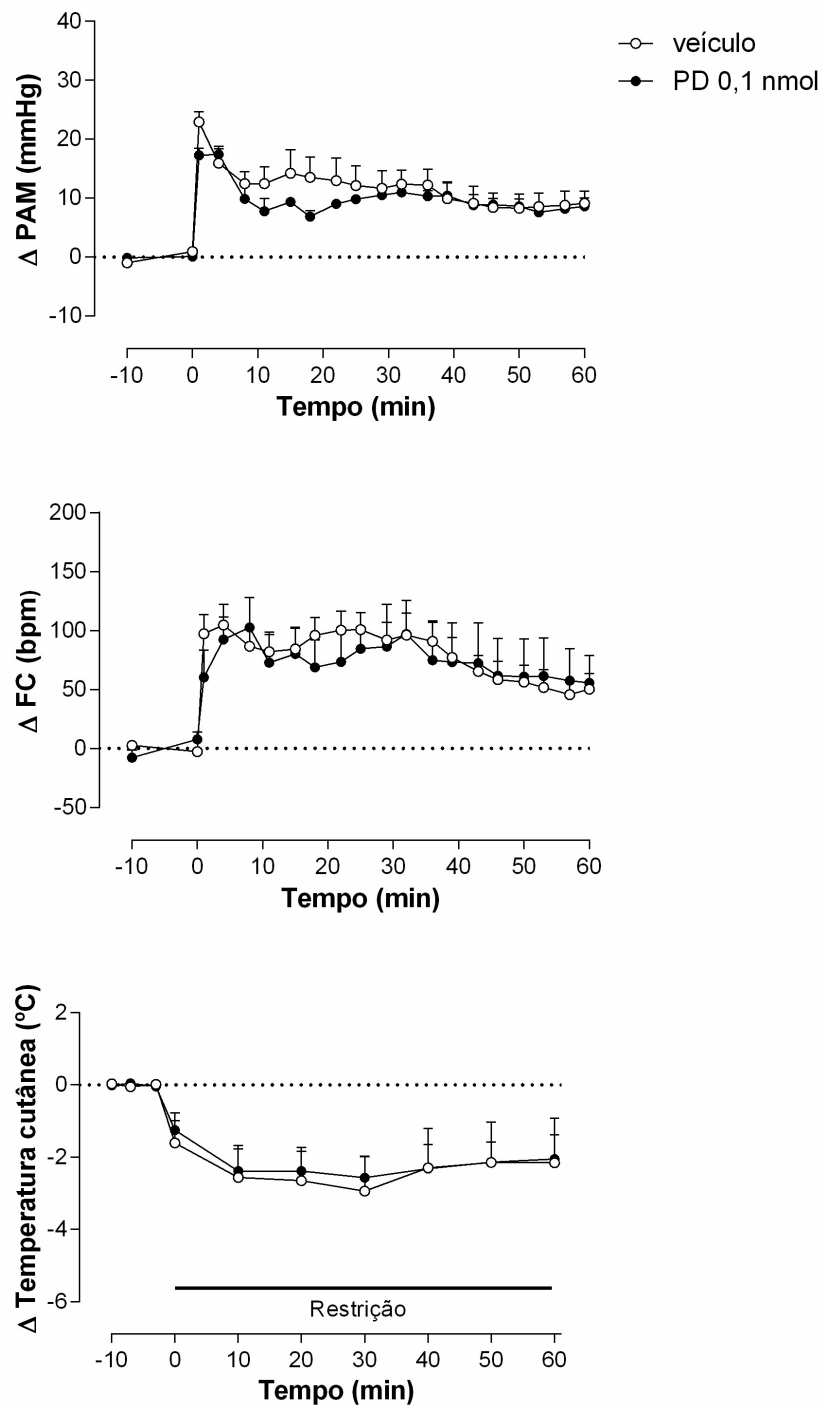 veículo
PD 0,1 nmol
Δ PAM (mmHg)
40
30
20
10
0
-10
-10 0 10 20 30 40 50 60
Tempo (min)
Δ FC (bpm)
200
150
100
50
0
-50
-10 0 10 20 30 40 50 60
Tempo (min)
Δ Temperatura cutânea (ºC)
2
0
-2
-4
-6
Restrição
-10 0 10 20 30 40 50 60
Tempo (min)